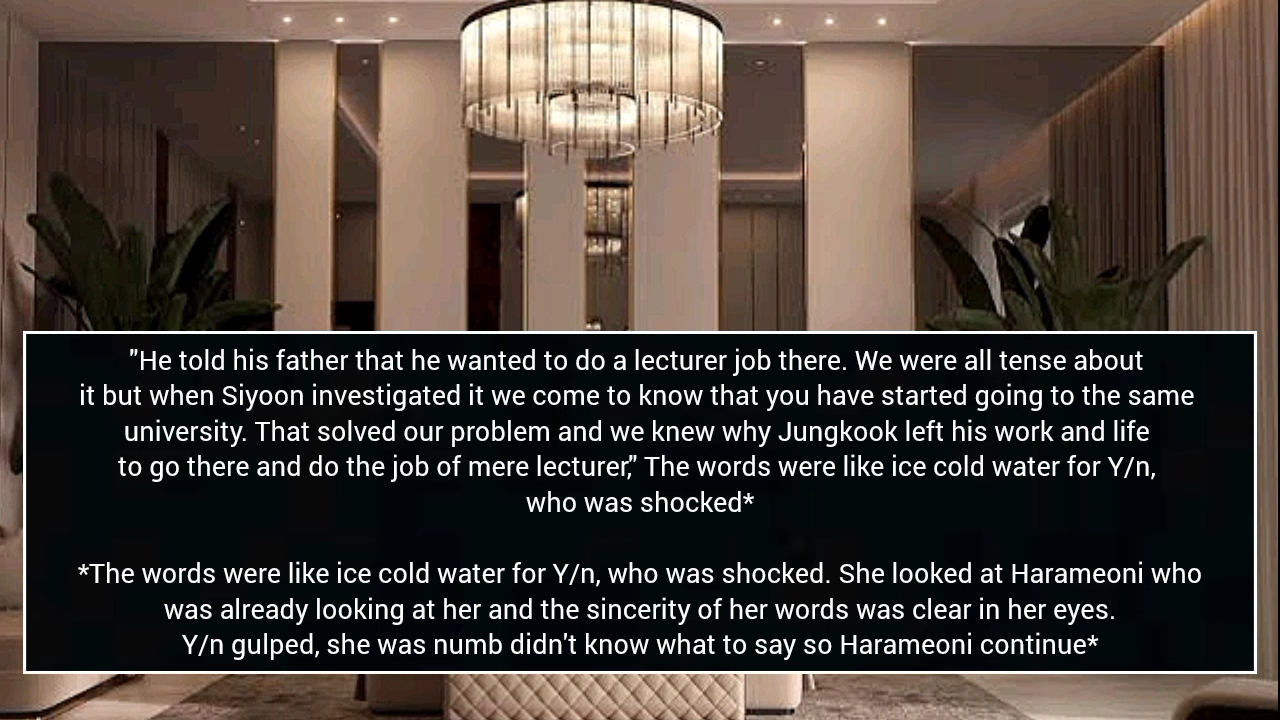 "He told his father that he wanted to do a lecturer job there. We were all tense about
it but when Siyoon investigated it we come to know that you have started going to the same
university. That solved our problem and we knew why Jungkook left his work and life
to go there and do the job of mere lecturer," The words were like ice cold water for Y/n,
who was shocked*
*The words were like ice cold water for Y/n, who was shocked. She looked at Harameoni who
was already looking at her and the sincerity of her words was clear in her eyes.
Y/n gulped, she was numb didn't know what to say so Harameoni continue*